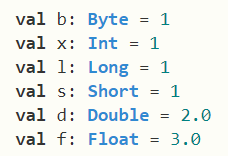 val b: Byte = 1
val x: Int = 1
val l: Long = 1
val s: Short = 1
val d: Double = 2.0
val f: Float = 3.0